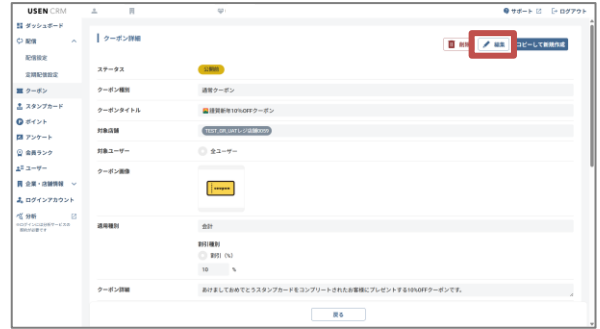 USEN CRM
サポート
ログアウト
ダッシュボード
配信
配信設定
定期配信設定
クーポン
スタンプカード
ポイント
アンケート
会員ランク
ユーザー
企業・店舗情報
ログインアカウント
分析
クーポン詳細
削除
編集
コピーして新規作成
ステータス
公開前
クーポン種別
通常クーポン
クーポンタイトル
謹賀新年10%OFFクーポン
対象店舗
対象ユーザー
全ユーザー
クーポン画像
適用種別
会計
割引種別
割引 (%)
10 %
クーポン詳細
あけましておめでとうスタンプカードをコンプリートされたお客様にプレゼントする10%OFFクーポンです。
戻る